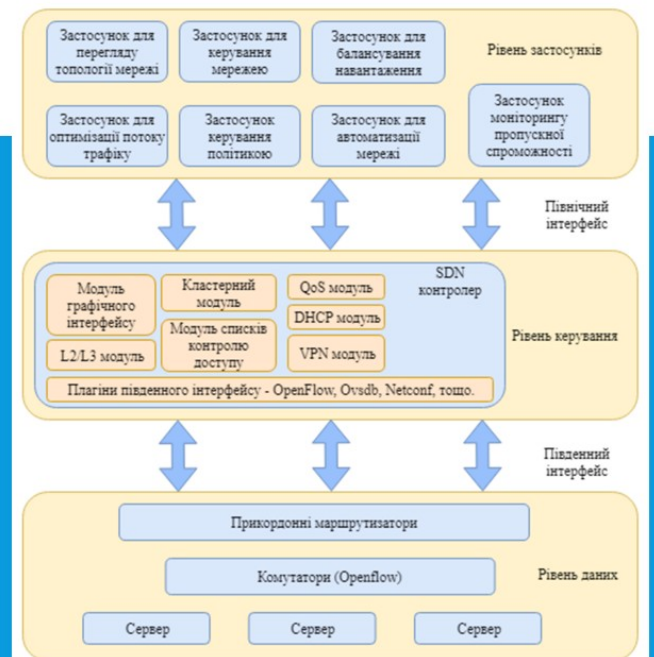 Застосунок для
перегляду
топології мережі
Застосунок для
керування
мережею
Застосунок для
балансування
навантаження
Рівень застосунків
Застосунок для
оптимізації потоку
трафіку
Застосунок
керування
політикою
Застосунок для
автоматизації
мережі
Застосунок
моніторингу
пропускної
спроможності
Північний
інтерфейс
Модуль
графічного
інтерфейсу
Кластерний
модуль
QoS модуль
SDN
контролер
L2/L3 модуль
Модуль списків
контролю
доступу
DHCP модуль
VPN модуль
Рівень керування
Плагіни південного інтерфейсу - OpenFlow, Ovsdb, Netconf, тощо.
Південний
інтерфейс
Прикордонні маршрутизатори
Комутатори (Openflow)
Рівень даних
Сервер
Сервер
Сервер